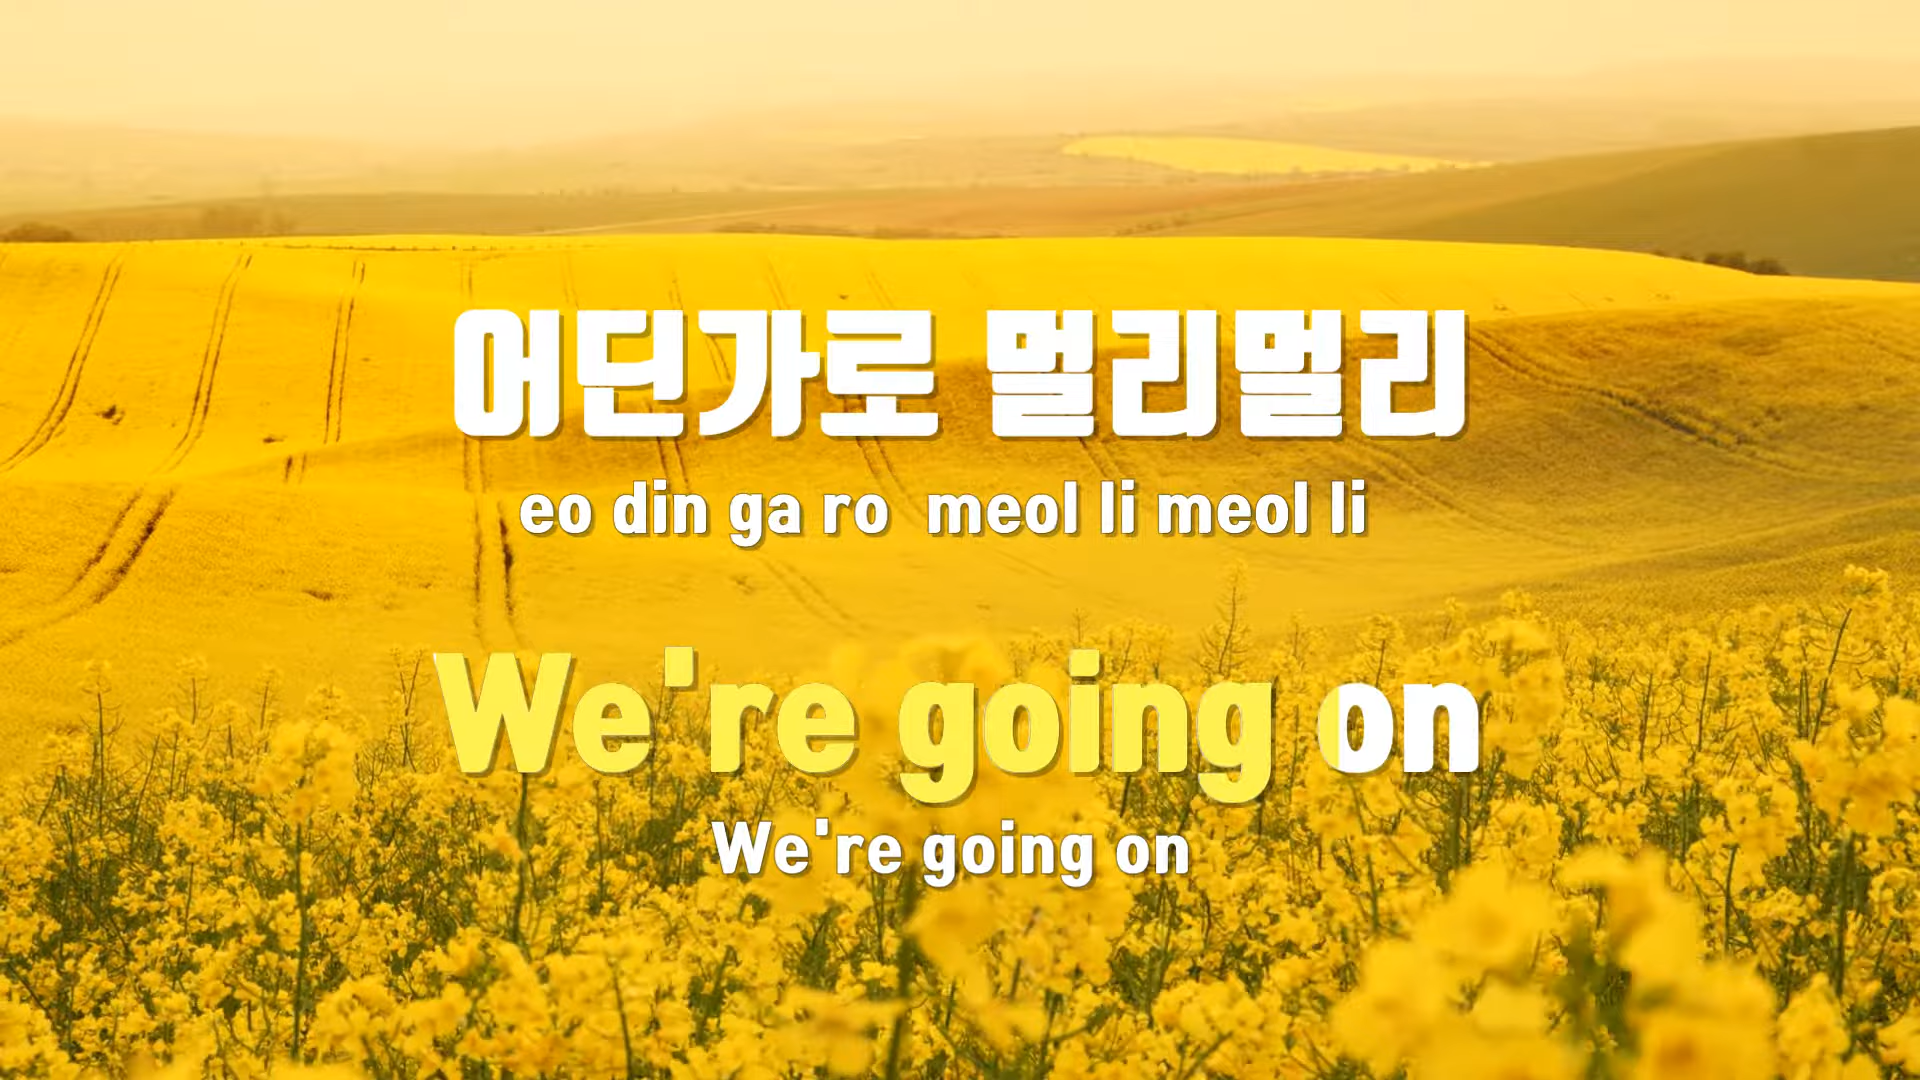 어딘가로 멀리멀리
eo din ga ro meol li meol li
We're going on
We're going on